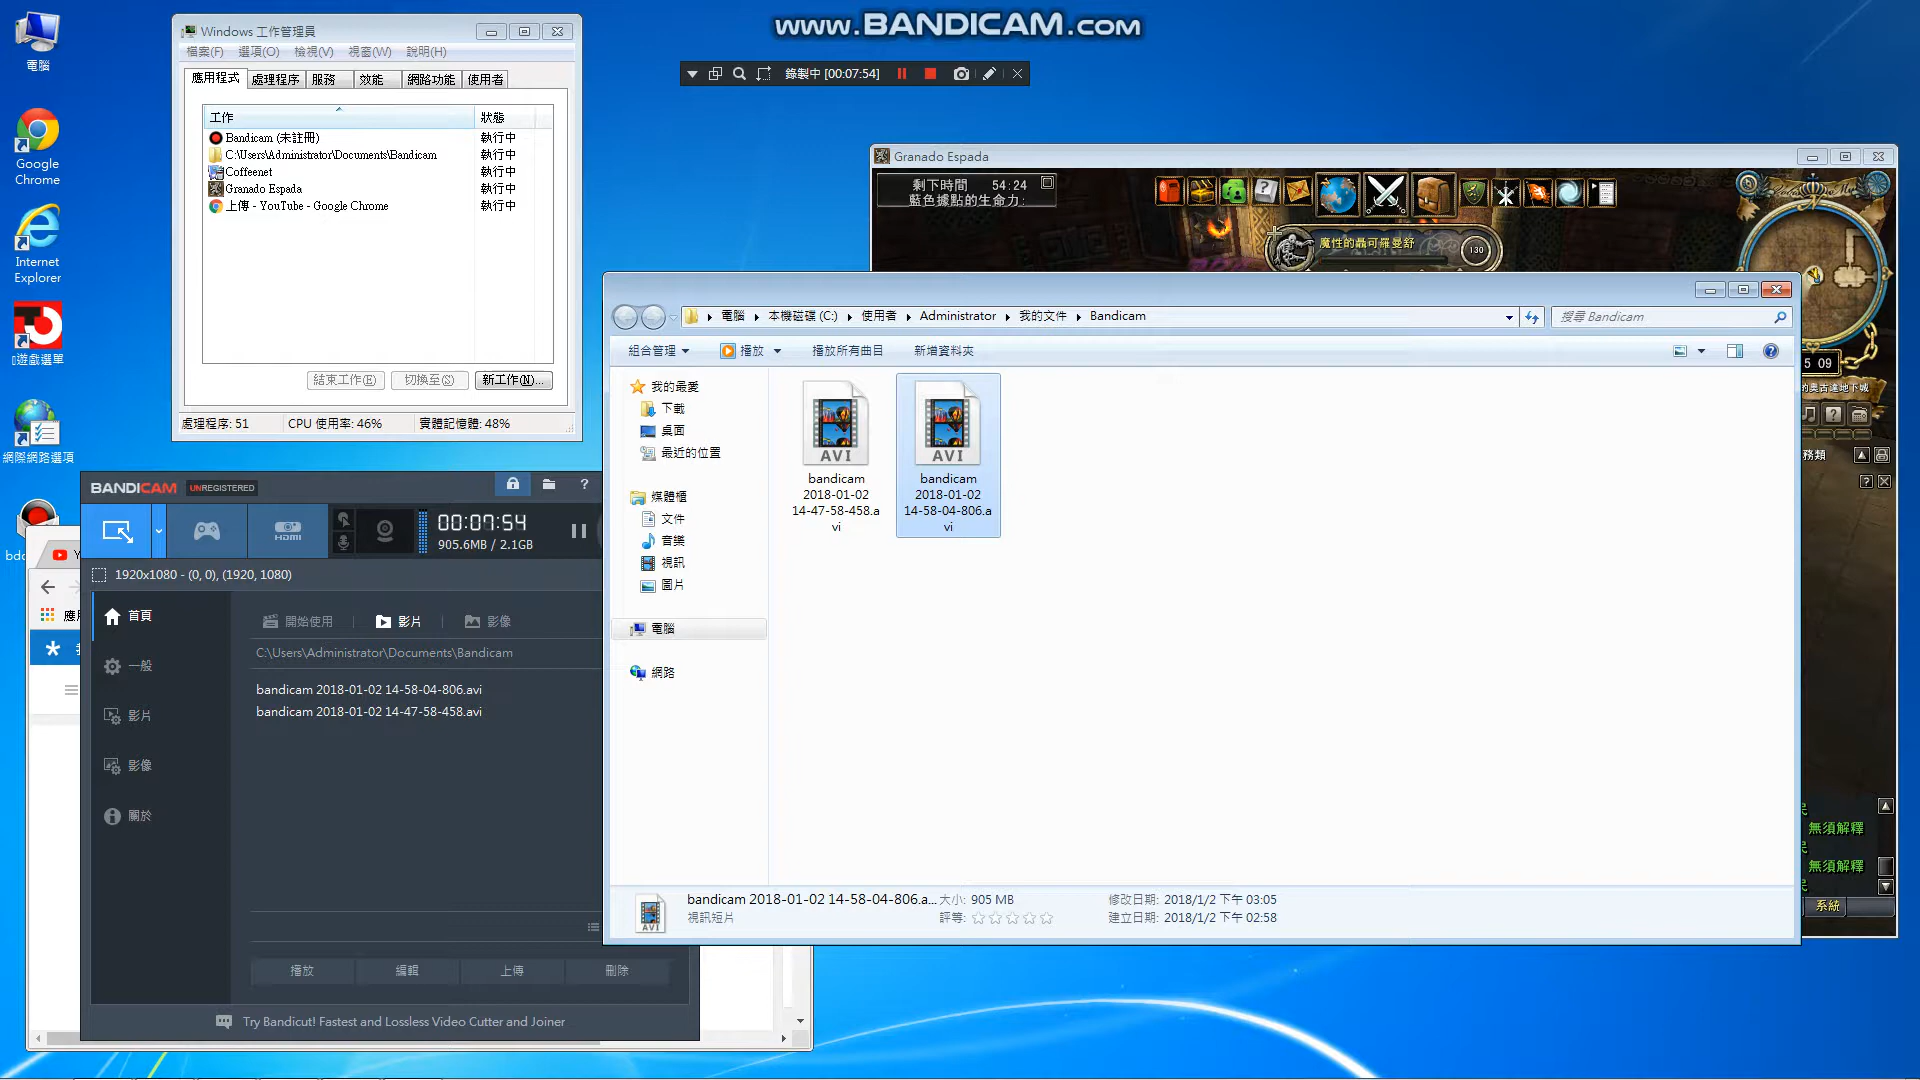 www.BANDICAM.com
錄製中 [00:07:54]
電腦
Google
Chrome
Internet
Explorer
遊戲選單
網際網路選項
Windows 工作管理員
檔案(F) 選項(O) 檢視(V) 視窗(W) 說明(H)
應用程式 處理程序 服務 效能 網路功能 使用者
工作 狀態
Bandicam (未註冊) 執行中
C:\Users\Administrator\Documents\Bandicam 執行中
Coffeenet 執行中
Granado Espada 執行中
上傳 - YouTube - Google Chrome 執行中
結束工作(E) 切換至(S) 新工作(N)...
處理程序: 51 CPU 使用率: 46% 實體記憶體: 48%
Granado Espada
剩下時間 54:24
藍色據點的生命力:
魔性的聶可羅曼舒 130
電腦 本機磁碟 (C:) 使用者 Administrator 我的文件 Bandicam
搜尋 Bandicam
組合管理 播放 播放所有曲目 新增資料夾
我的最愛
下載
桌面
最近的位置
媒體櫃
文件
音樂
視訊
圖片
電腦
網路
AVI
bandicam
2018-01-02
14-47-58-458.a
vi
AVI
bandicam
2018-01-02
14-58-04-806.a
vi
bandicam 2018-01-02 14-58-04-806.a... 大小: 905 MB 修改日期: 2018/1/2 下午 03:05
視訊短片 評等: 建立日期: 2018/1/2 下午 02:58
AVI
BANDICAM UNREGISTERED
HDMI
00:07:54
905.6MB / 2.1GB
1920x1080 - (0, 0), (1920, 1080)
首頁
一般
影片
影像
關於
開始使用 影片 影像
C:\Users\Administrator\Documents\Bandicam
bandicam 2018-01-02 14-58-04-806.avi
bandicam 2018-01-02 14-47-58-458.avi
播放 編輯 上傳 刪除
Try Bandicut! Fastest and Lossless Video Cutter and Joiner
5 09
的奧古達地下城
務類
無須解釋
無須解釋
系統